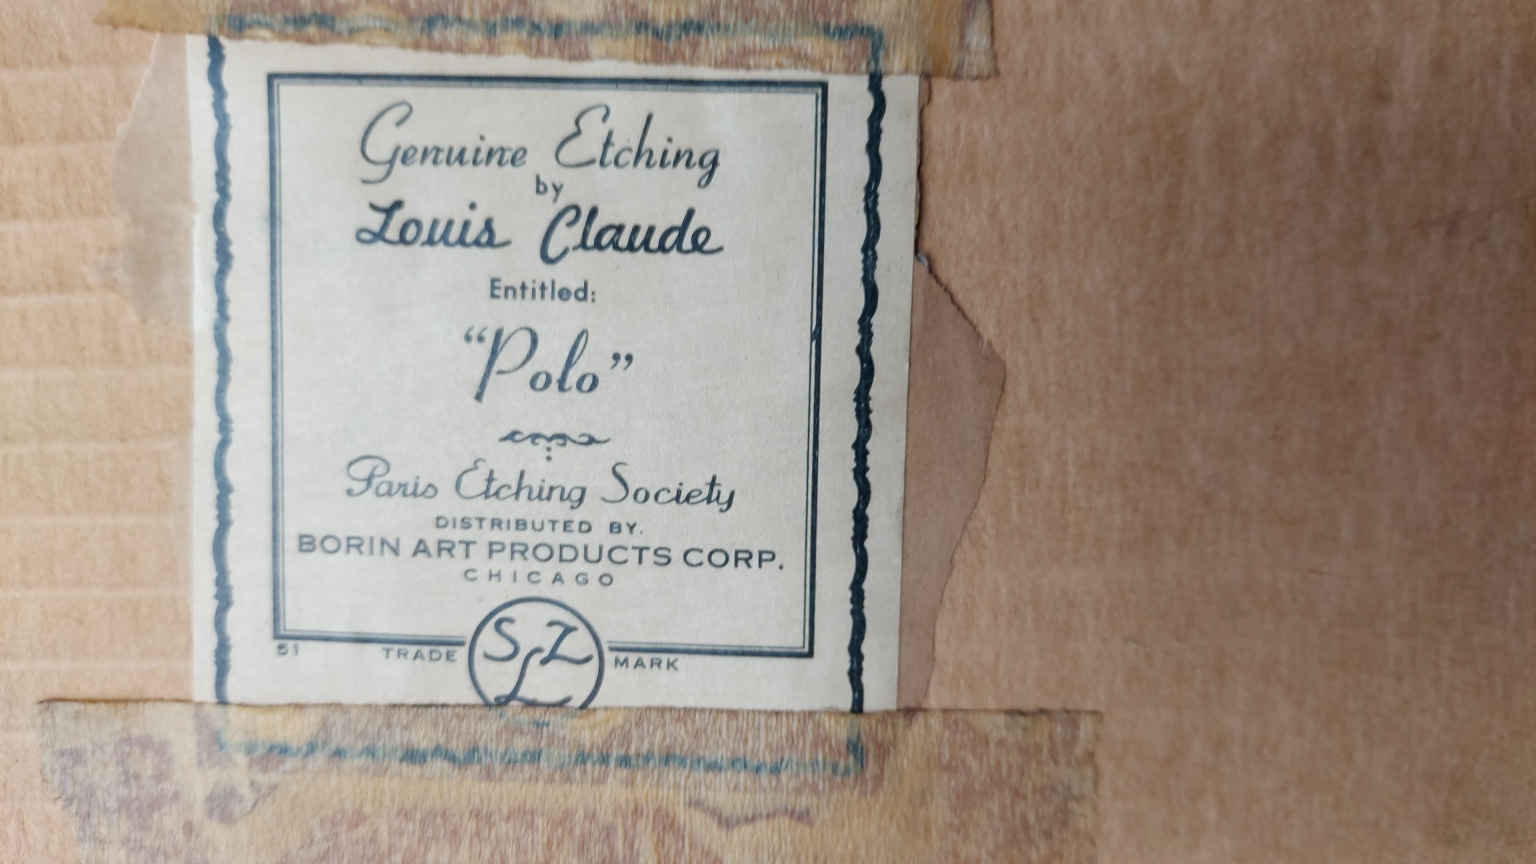 Genuine Etching
by
Louis Claude
Entitled:
"Polo"
Paris Etching Society
DISTRIBUTED BY.
BORIN ART PRODUCTS CORP.
CHICAGO
51 TRADE SLZ MARK